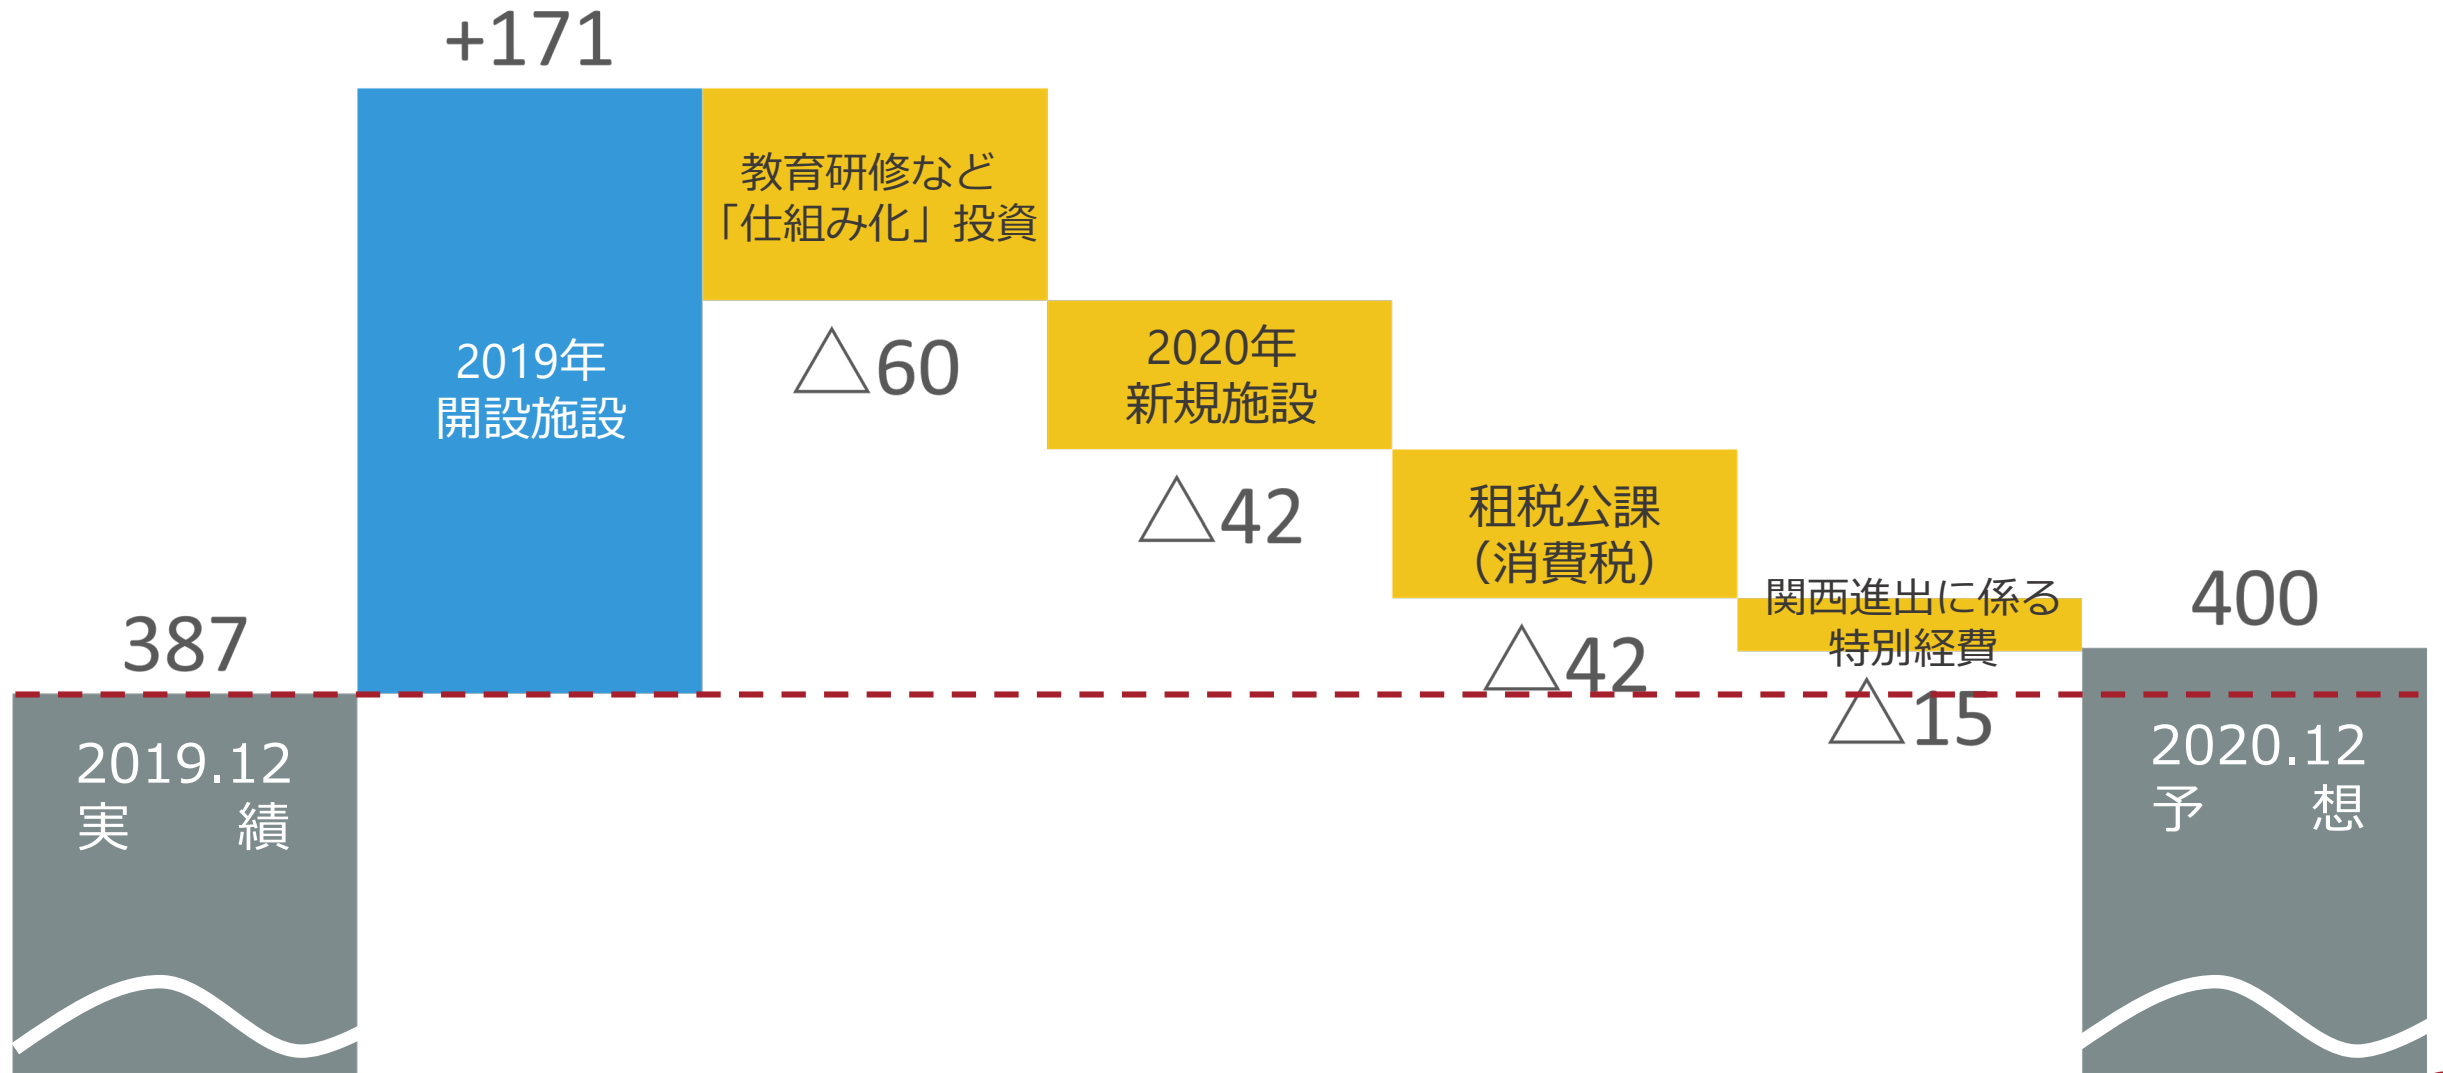 +171
教育研修など
「仕組み化」投資
2019年
開設施設
△60
2020年
新規施設
△42
租税公課
（消費税）
△42
関西進出に係る
特別経費
△15
387
400
2019.12
実 績
2020.12
予 想